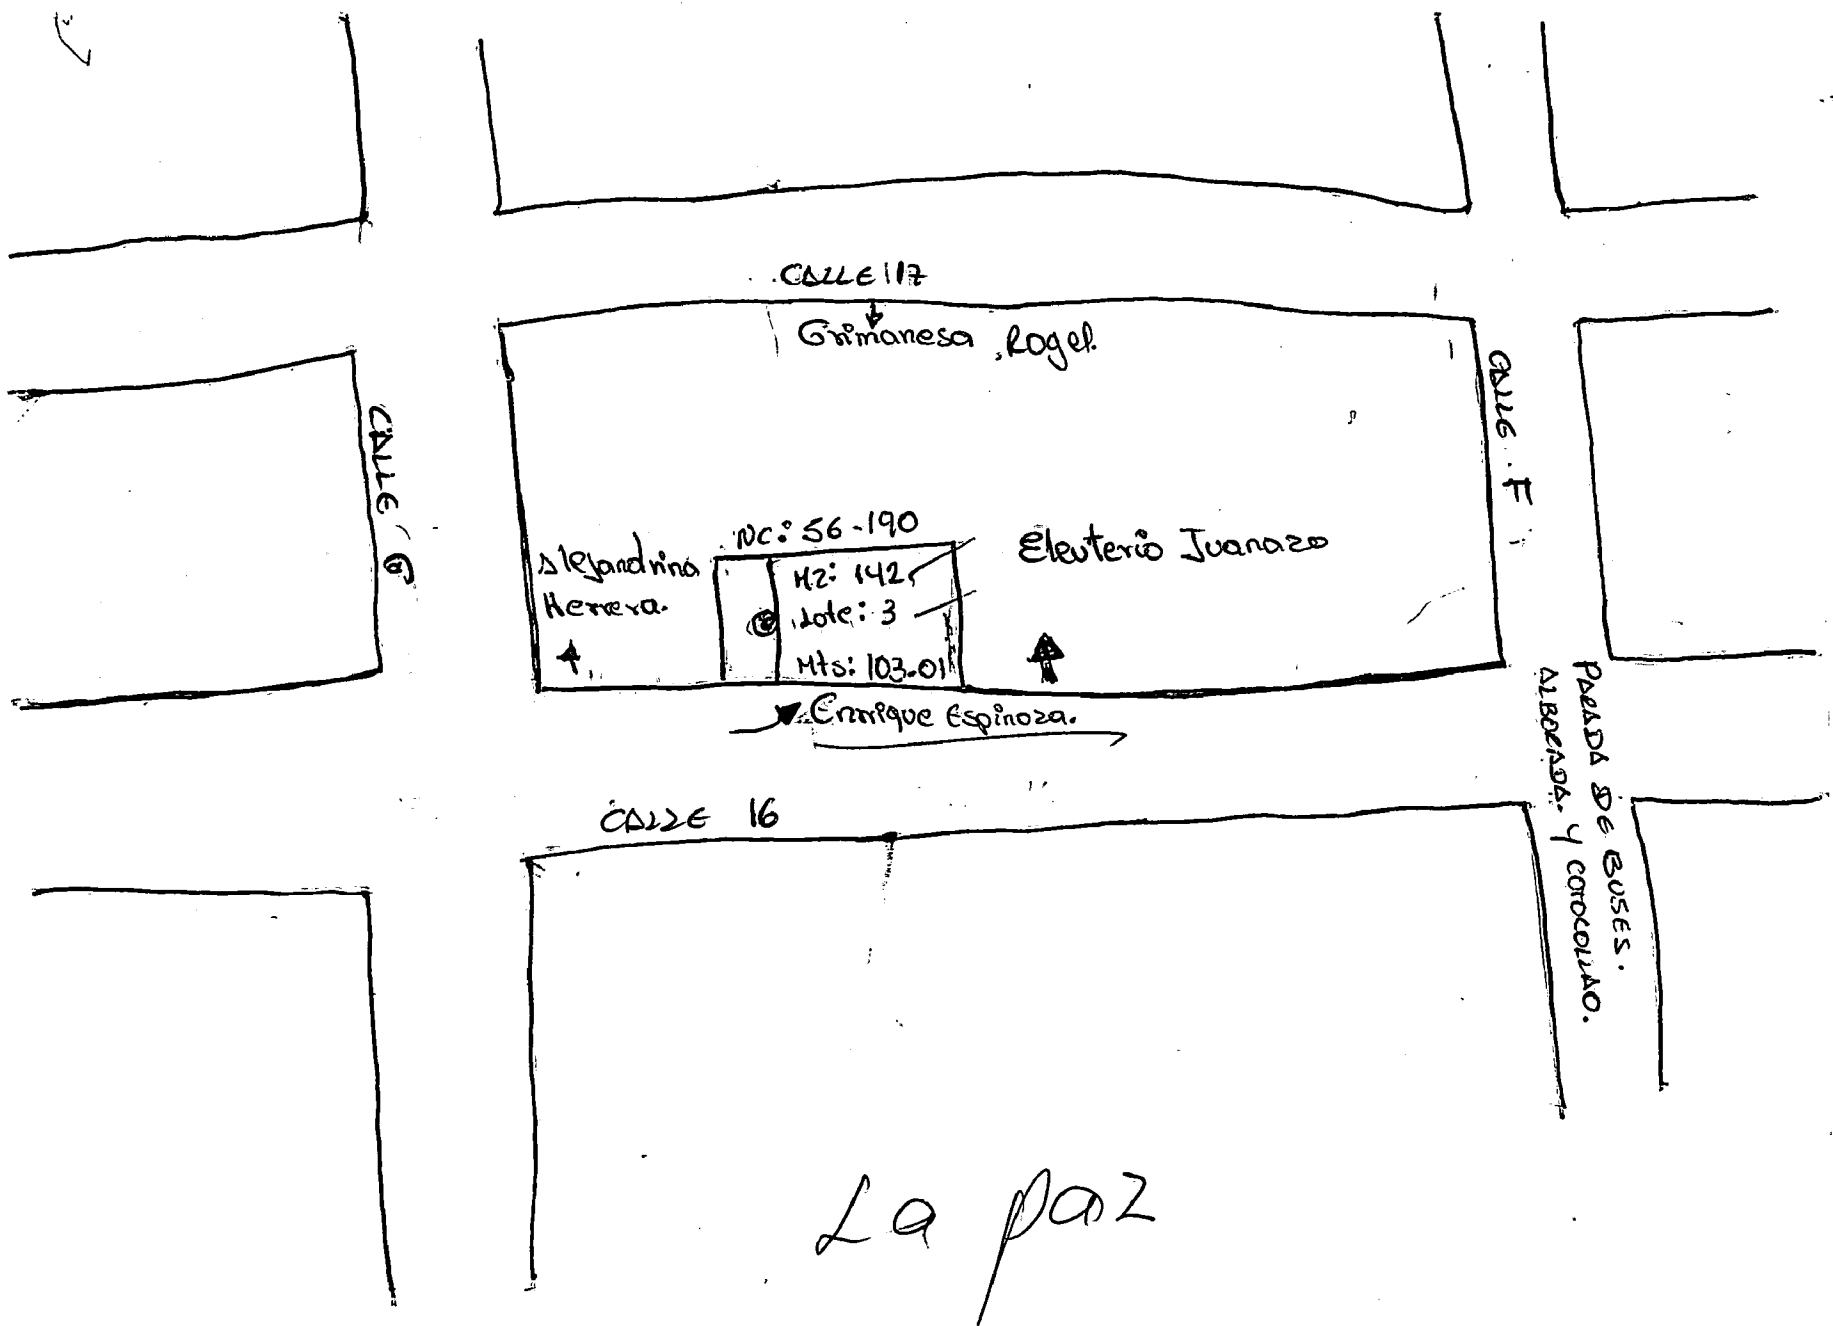 CALLE 117
Grimanesa Rogel.
CALLE G
CALLE F
NC: 56-190
Alejandrina
Herrera.
Mz: 142
Lote: 3
Mts: 103.01
Eleuterio Juanazo
Enrique Espinoza.
CALLE 16
PARADA DE BUSES.
ALBORADA. Y COTOCOLLAO.
La paz